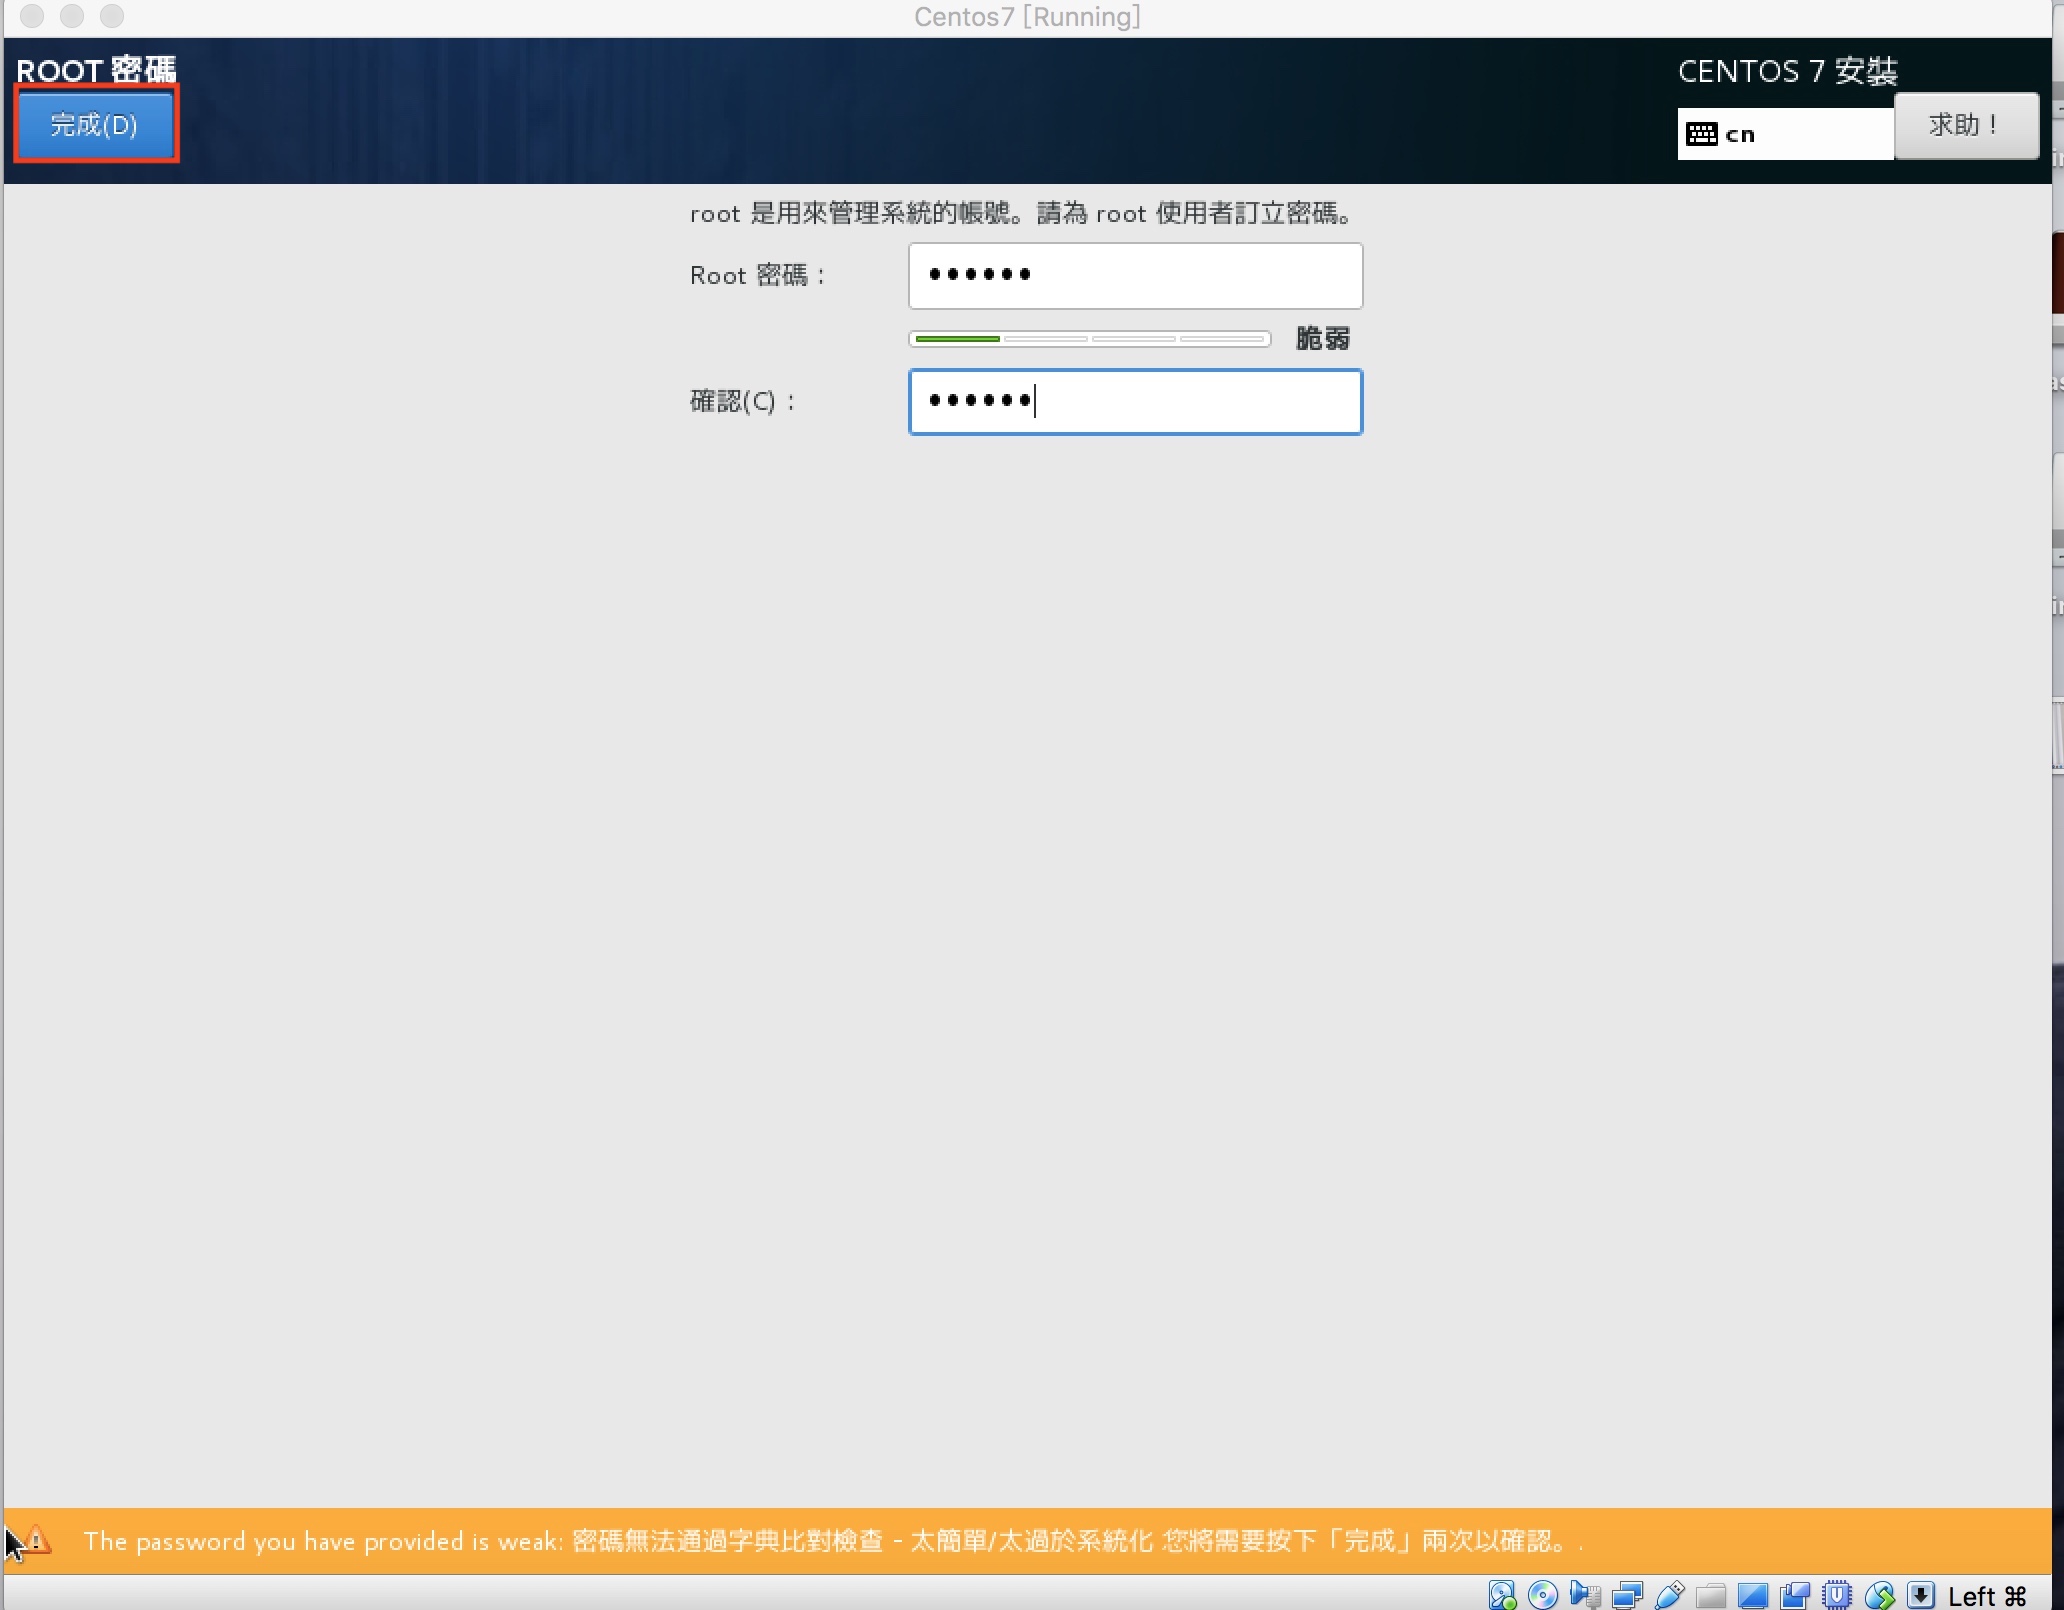 Centos7 [Running]
ROOT 密碼
CENTOS 7 安裝
完成(D)
cn
求助！
root 是用來管理系統的帳號。請為 root 使用者訂立密碼。
Root 密碼：
••••••
脆弱
確認(C)：
••••••
The password you have provided is weak: 密碼無法通過字典比對檢查 - 太簡單/太過於系統化 您將需要按下「完成」兩次以確認。.
Left ⌘